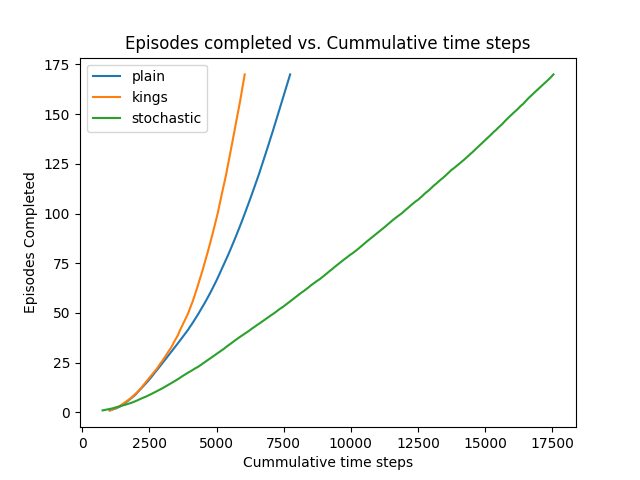 Episodes completed vs. Cummulative time steps
175
150
125
100
75
50
25
0
Episodes Completed
plain
kings
stochastic
0
2500
5000
7500
10000
12500
15000
17500
Cummulative time steps